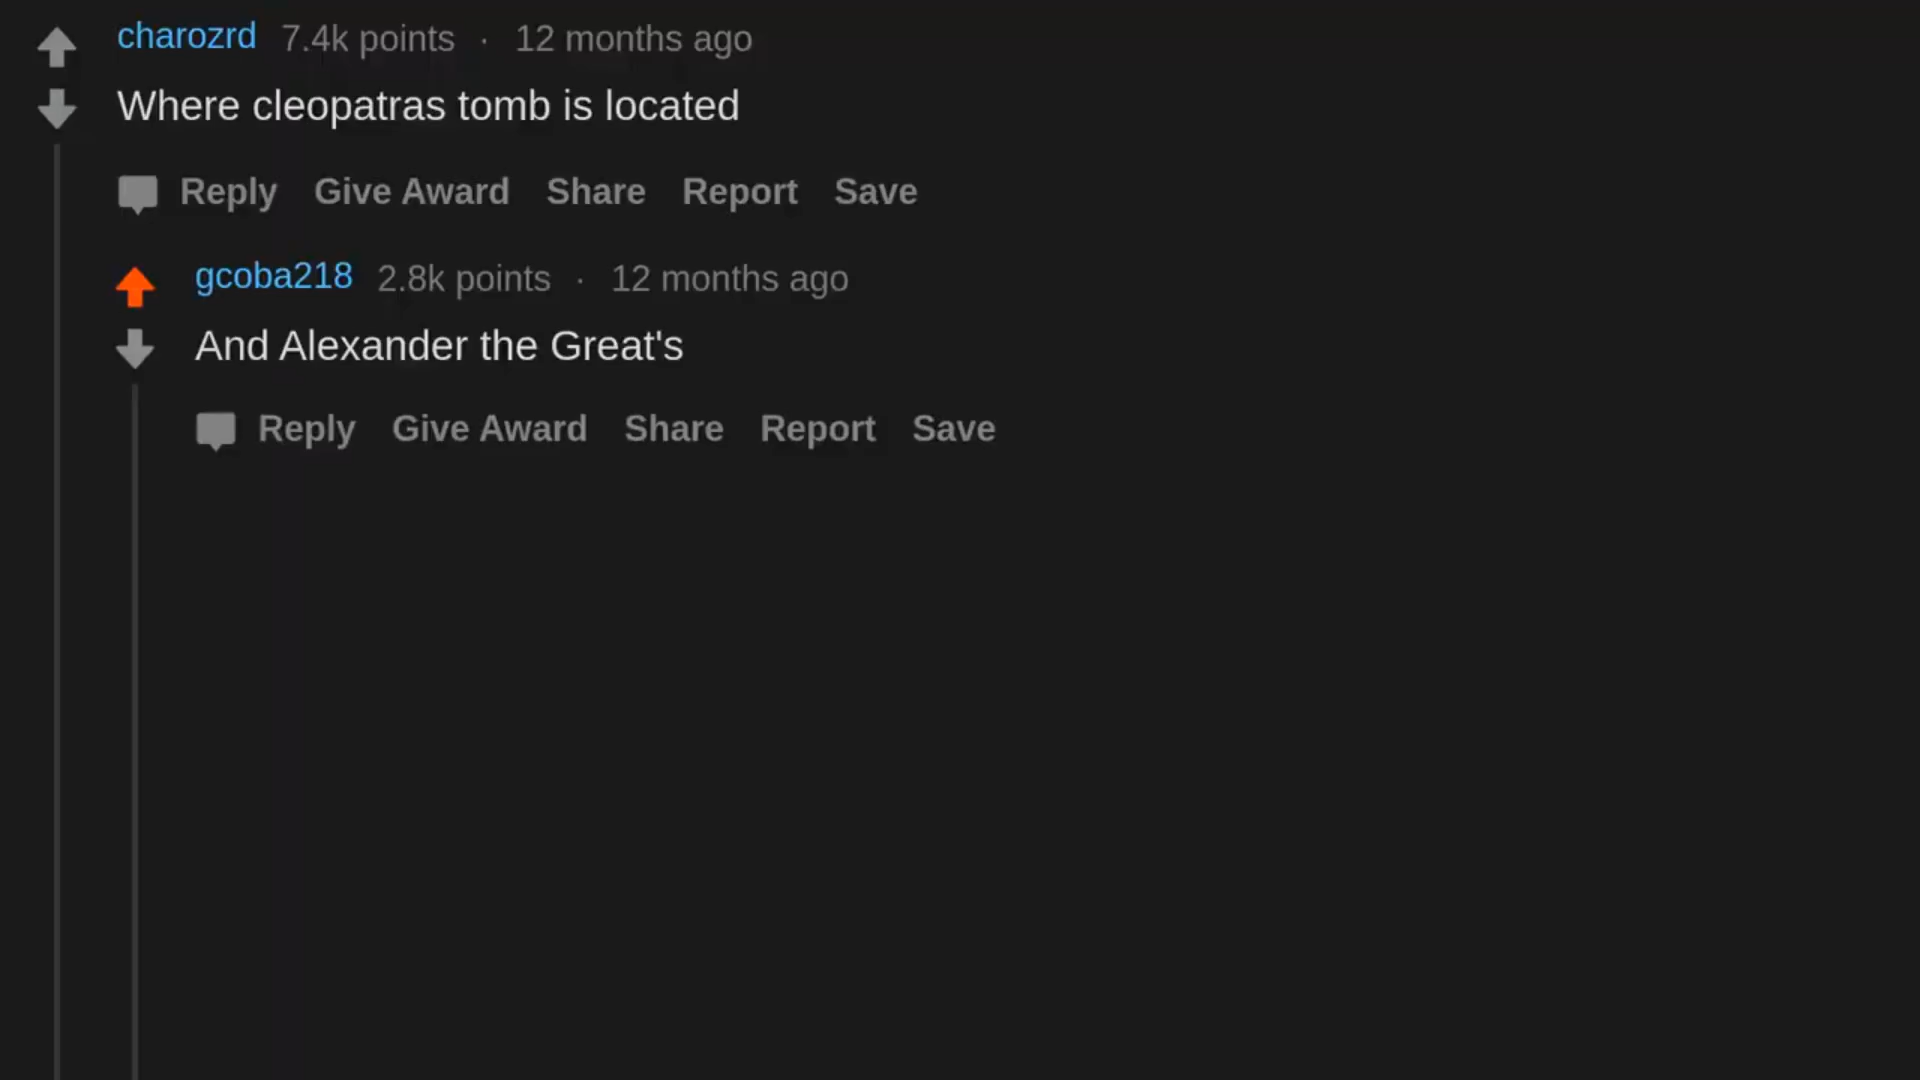 charozrd 7.4k points · 12 months ago
Where cleopatras tomb is located
Reply Give Award Share Report Save
gcoba218 2.8k points · 12 months ago
And Alexander the Great's
Reply Give Award Share Report Save